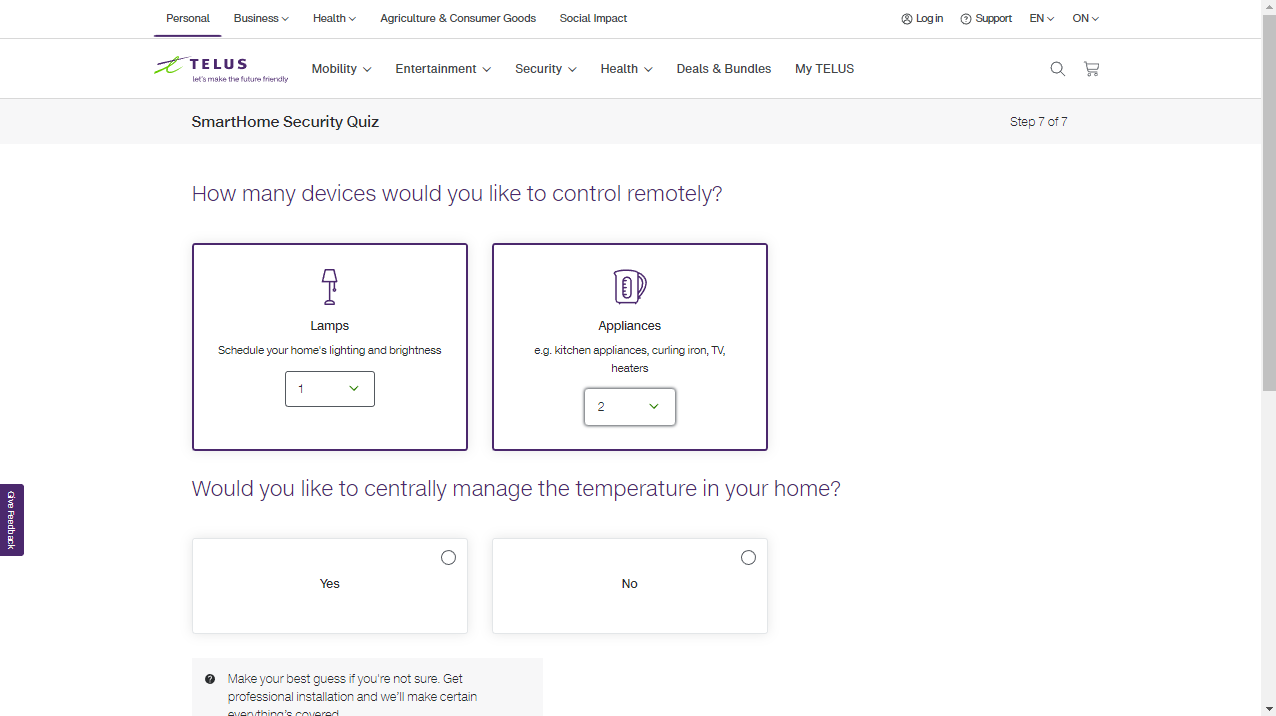 Personal Business Health Agriculture & Consumer Goods Social Impact Log in Support EN ON
TELUS
let's make the future friendly
Mobility Entertainment Security Health Deals & Bundles My TELUS
SmartHome Security Quiz Step 7 of 7
How many devices would you like to control remotely?
Lamps
Schedule your home's lighting and brightness
1
Appliances
e.g. kitchen appliances, curling iron, TV,
heaters
2
Would you like to centrally manage the temperature in your home?
Yes
No
Give Feedback
Make your best guess if you're not sure. Get
professional installation and we'll make certain
everything's covered